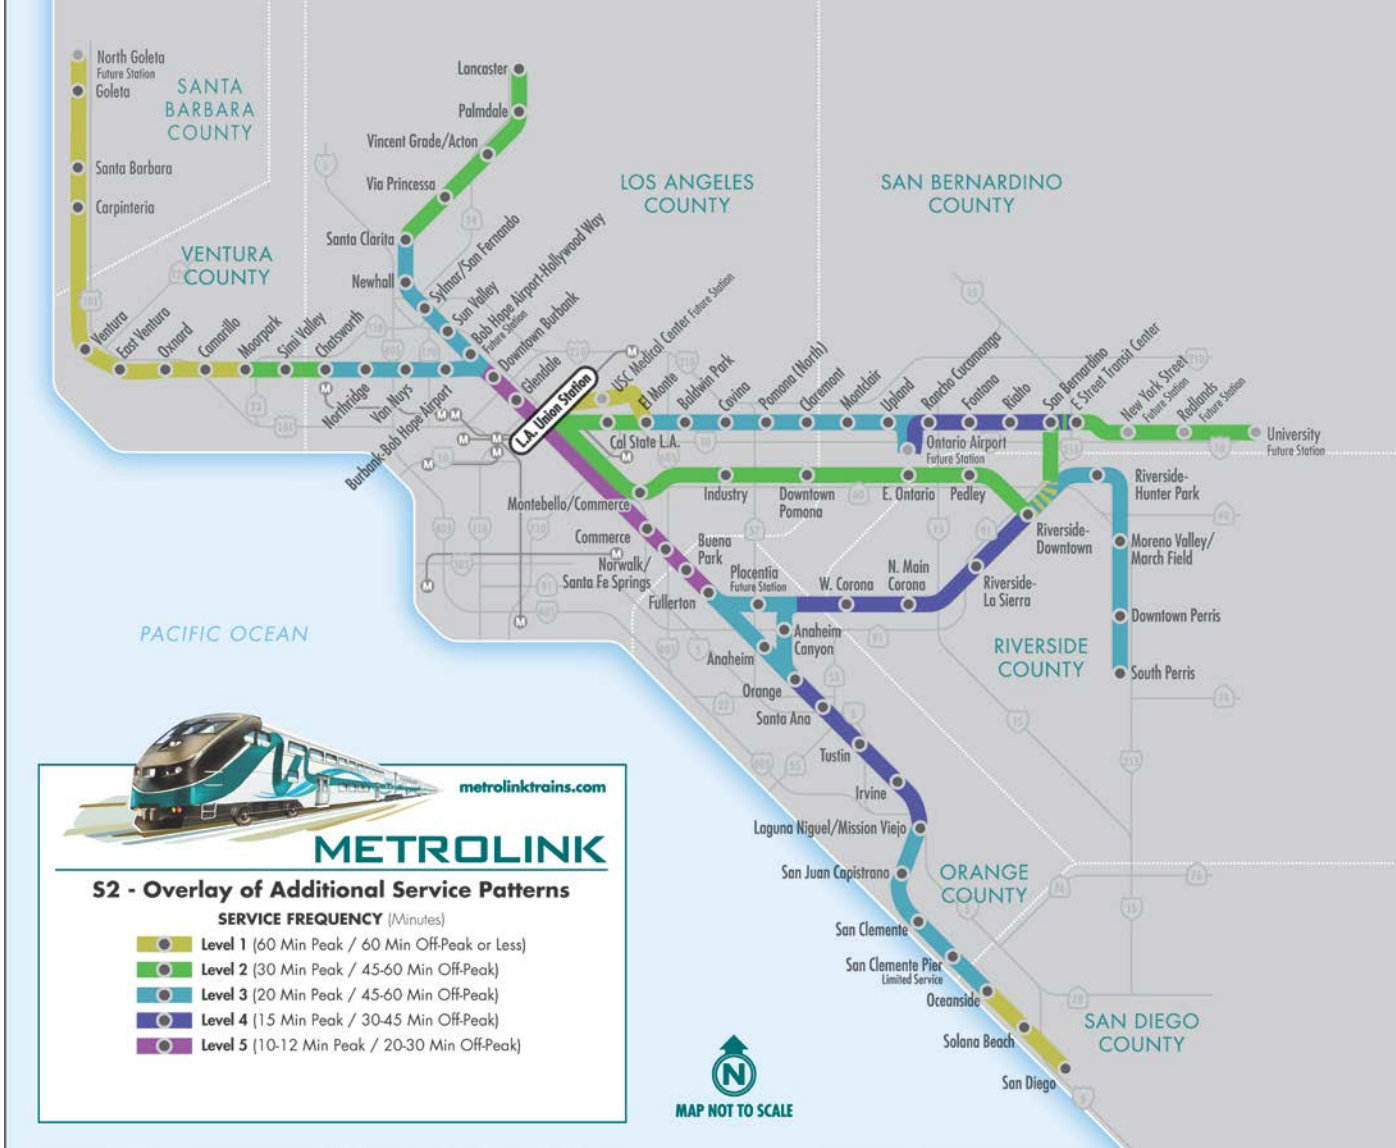 North Goleta
Future Station
Goleta
SANTA
BARBARA
COUNTY
Santa Barbara
Carpinteria
VENTURA
COUNTY
Ventura
East Ventura
Oxnard
Camarillo
Moorpark
Simi Valley
Chatsworth
Northridge
Van Nuys
Burbank-Bob Hope Airport
Lancaster
Palmdale
Vincent Grade/Acton
Via Princessa
Santa Clarita
Newhall
Sylmar/San Fernando
Sun Valley
Bob Hope Airport-Hollywood Way
Future Station
Downtown Burbank
Glendale
L.A. Union Station
LOS ANGELES
COUNTY
SAN BERNARDINO
COUNTY
USC Medical Center Future Station
Cal State L.A.
El Monte
Baldwin Park
Covina
Pomona (North)
Claremont
Montclair
Upland
Rancho Cucamonga
Ontario Airport
Future Station
Fontana
Rialto
San Bernardino
E Street Transit Center
New York Street
Future Station
Redlands
Future Station
University
Future Station
Montebello/Commerce
Industry
Downtown
Pomona
E. Ontario
Pedley
Riverside-
Downtown
Riverside-
Hunter Park
Moreno Valley/
March Field
Downtown Perris
South Perris
Commerce
Norwalk/
Santa Fe Springs
Buena
Park
Fullerton
Placentia
Future Station
W. Corona
N. Main
Corona
Riverside-
La Sierra
Anaheim
Canyon
Anaheim
Orange
Santa Ana
Tustin
Irvine
Laguna Niguel/Mission Viejo
San Juan Capistrano
San Clemente
San Clemente Pier
Limited Service
Oceanside
Solana Beach
San Diego
RIVERSIDE
COUNTY
ORANGE
COUNTY
SAN DIEGO
COUNTY
PACIFIC OCEAN
metrolinktrains.com
METROLINK
S2 - Overlay of Additional Service Patterns
SERVICE FREQUENCY (Minutes)
Level 1 (60 Min Peak / 60 Min Off-Peak or Less)
Level 2 (30 Min Peak / 45-60 Min Off-Peak)
Level 3 (20 Min Peak / 45-60 Min Off-Peak)
Level 4 (15 Min Peak / 30-45 Min Off-Peak)
Level 5 (10-12 Min Peak / 20-30 Min Off-Peak)
N
MAP NOT TO SCALE